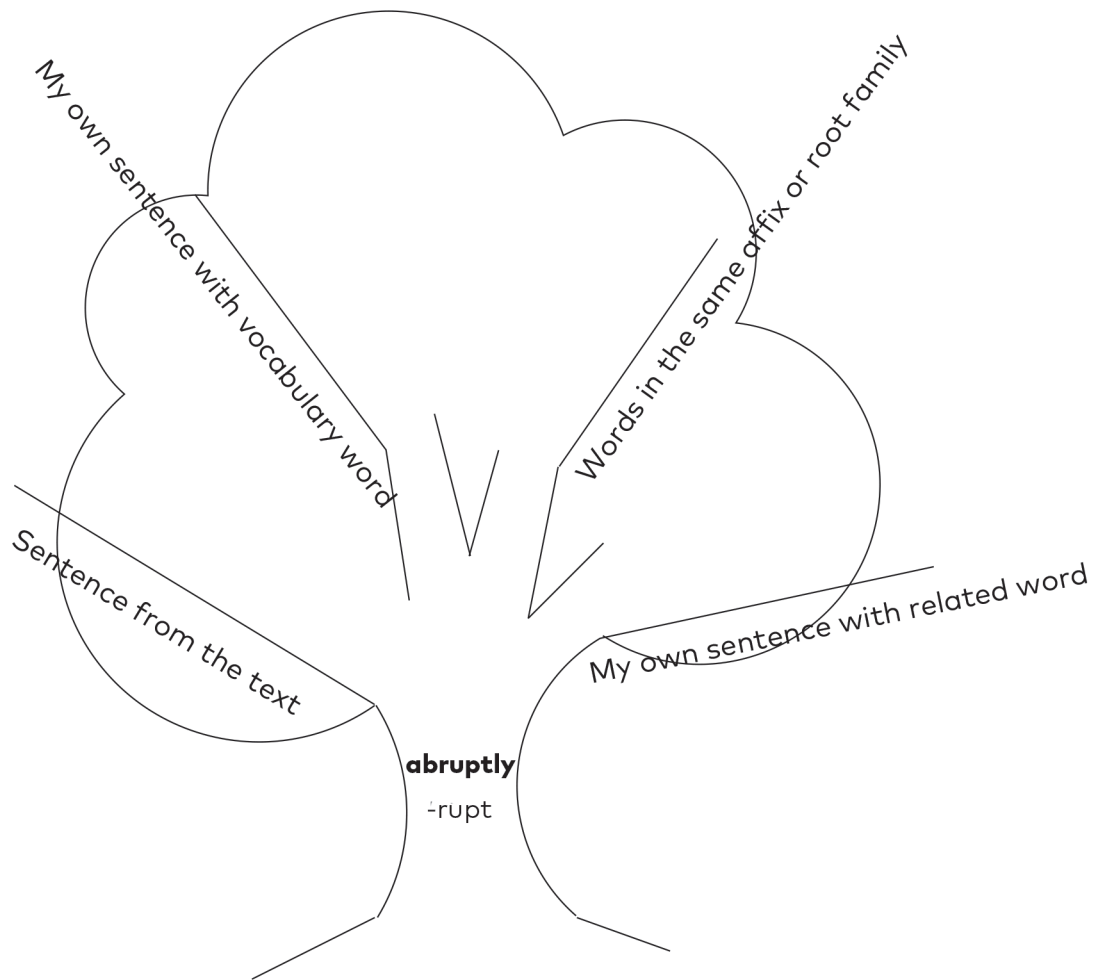 My own sentence with vocabulary word
Words in the same affix or root family
Sentence from the text
My own sentence with related word
abruptly
-rupt